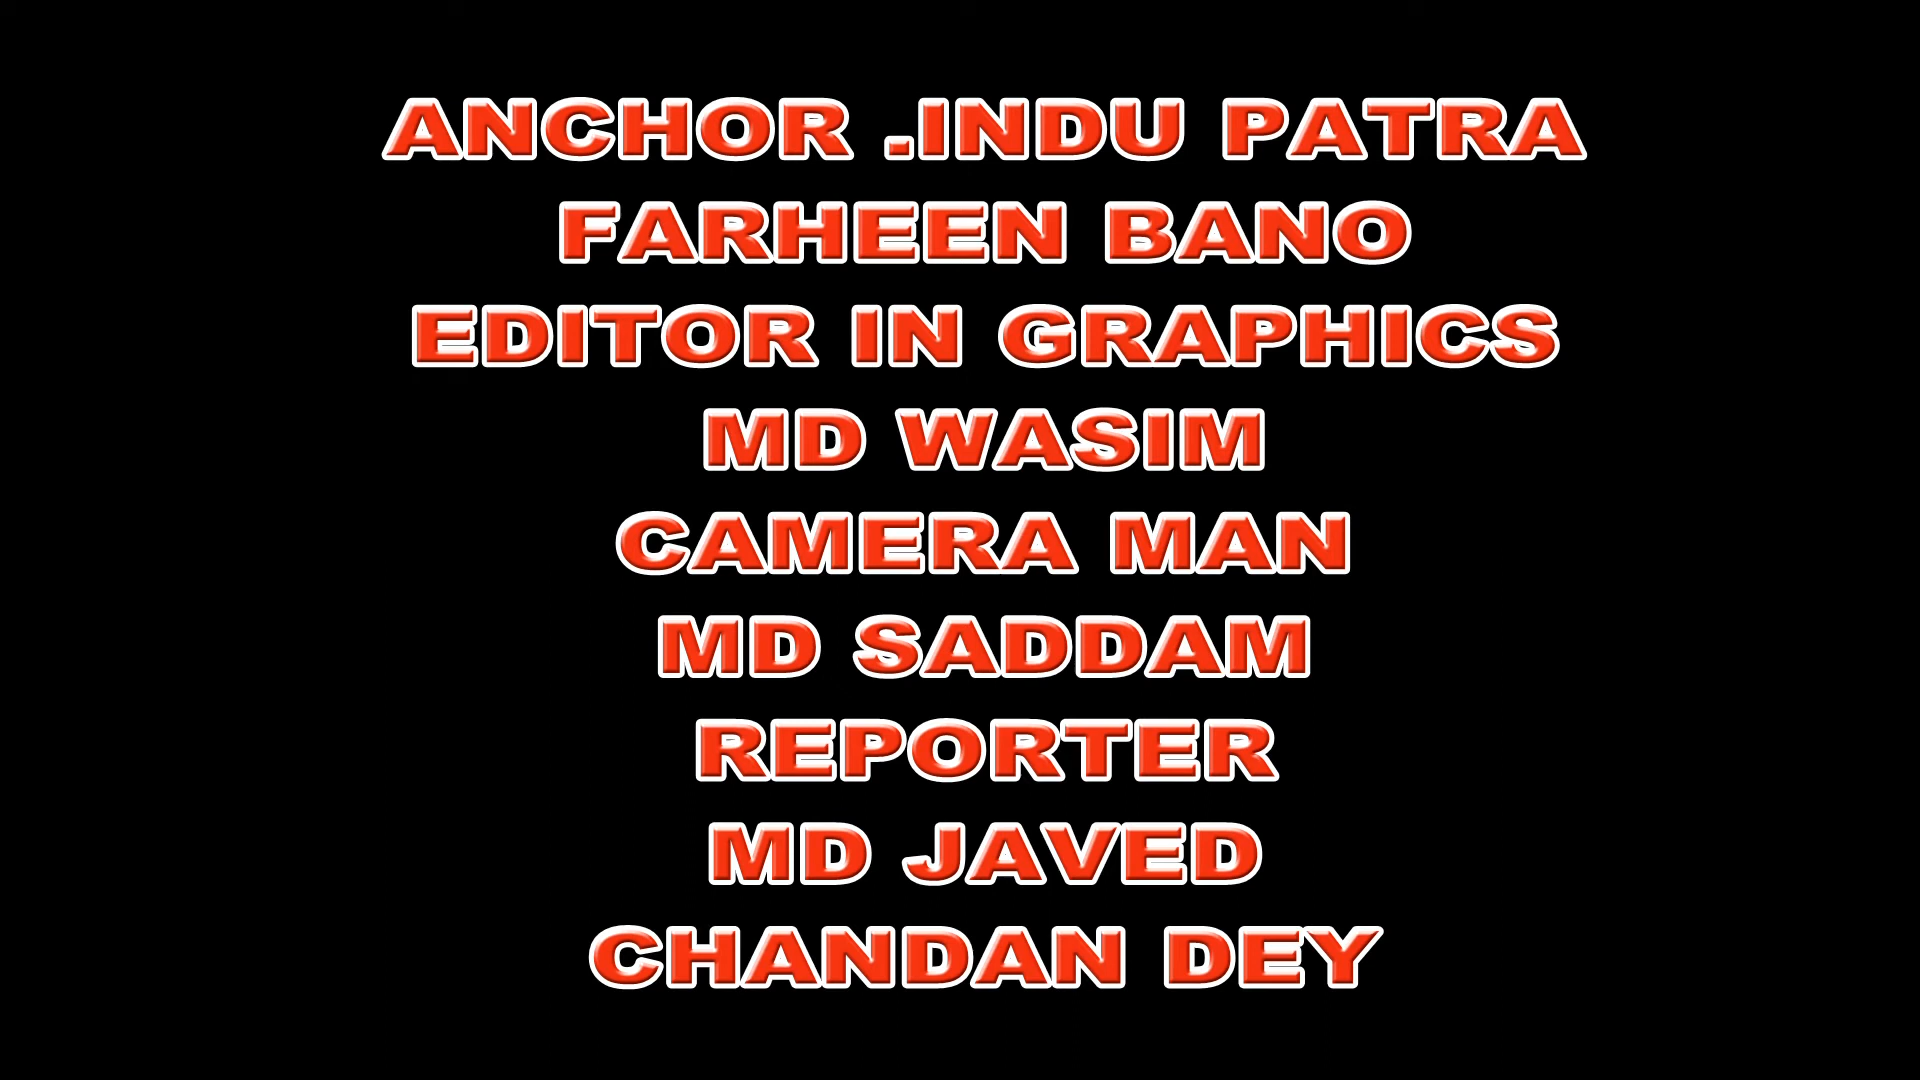 ANCHOR .INDU PATRA
FARHEEN BANO
EDITOR IN GRAPHICS
MD WASIM
CAMERA MAN
MD SADDAM
REPORTER
MD JAVED
CHANDAN DEY